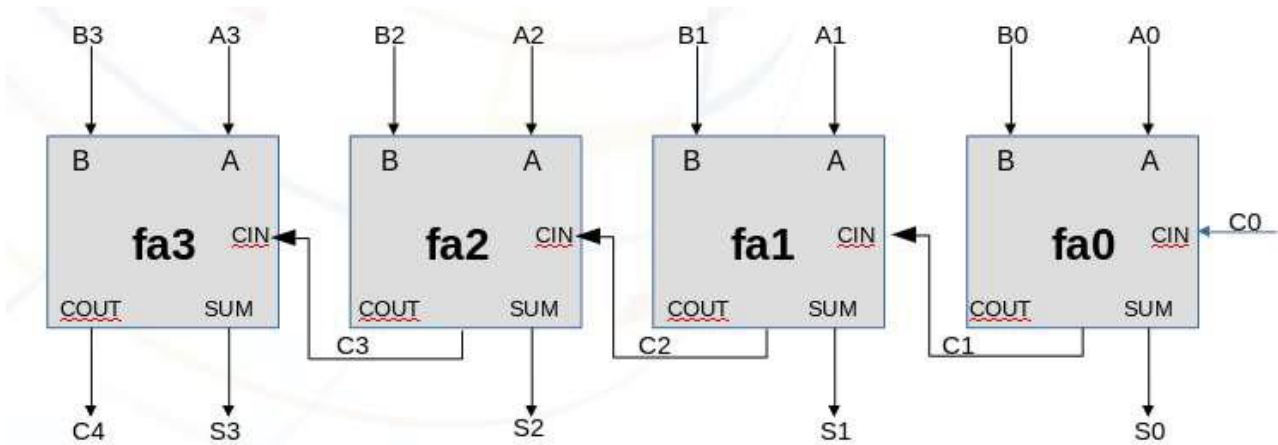 B3 A3 B2 A2 B1 A1 B0 A0
B A B A B A B A
C0
fa3 CIN fa2 CIN fa1 CIN fa0 CIN
COUT SUM COUT SUM COUT SUM COUT SUM
C3 C2 C1
C4 S3 S2 S1 S0